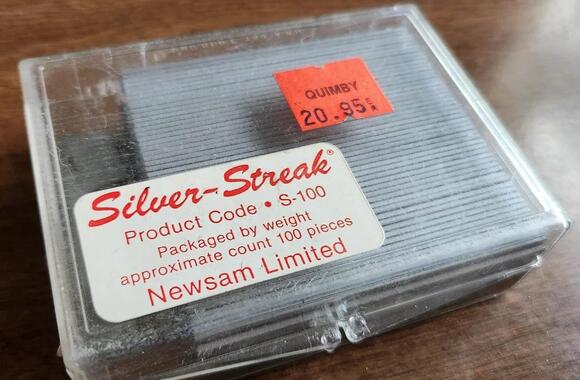 QUIMBY
20.95
Silver-Streak®
Product Code • S-100
Packaged by weight
approximate count 100 pieces
Newsam Limited